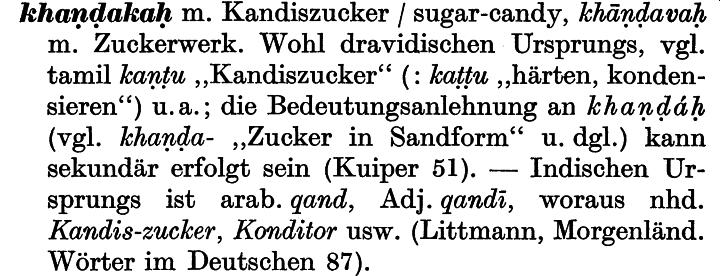 khaṇḍakaḥ m. Kandiszucker / sugar-candy, khāṇḍavaḥ
m. Zuckerwerk. Wohl dravidischen Ursprungs, vgl.
tamil kaṇṭu „Kandiszucker“ (: kaṭṭu „härten, konden-
sieren“) u. a.; die Bedeutungsanlehnung an khaṇḍáḥ
(vgl. khaṇḍa- „Zucker in Sandform“ u. dgl.) kann
sekundär erfolgt sein (Kuiper 51). — Indischen Ur-
sprungs ist arab. qand, Adj. qandī, woraus nhd.
Kandis-zucker, Konditor usw. (Littmann, Morgenländ.
Wörter im Deutschen 87).